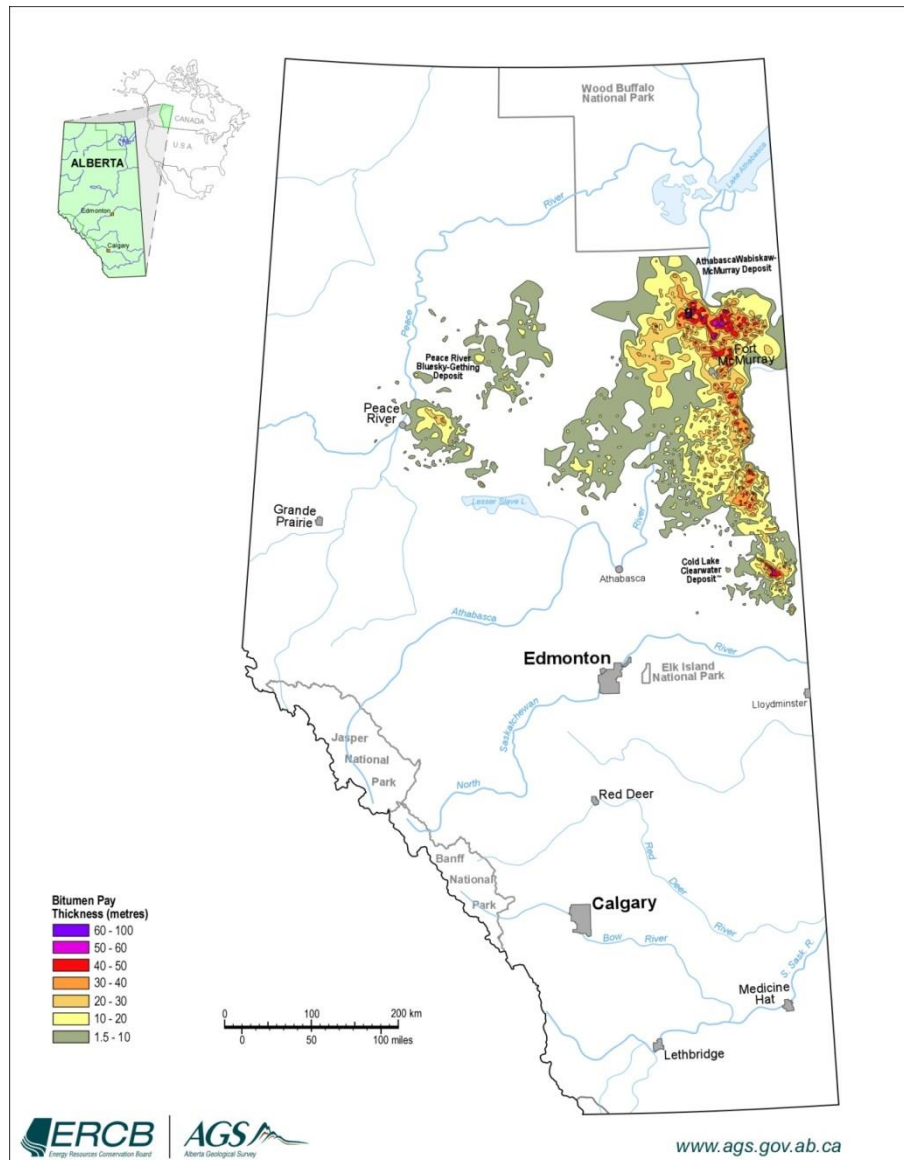 CANADA
U.S.A.
ALBERTA
Edmonton
Calgary
Wood Buffalo
National Park
Lake Athabasca
River
Peace
Athabasca Wabiskaw-
McMurray Deposit
Fort
McMurray
Peace River
Bluesky-Gething
Deposit
Peace
River
Grande
Prairie
Lesser Slave L.
River
Athabasca
Cold Lake
Clearwater
Deposit
Athabasca
Edmonton
River
Elk Island
National Park
Lloydminster
Saskatchewan
North
Jasper
National
Park
Red Deer
Red
Deer
River
Banff
National
Park
Calgary
Bow River
S. Sask. R.
Medicine
Hat
Lethbridge
Bitumen Pay
Thickness (metres)
60 - 100
50 - 60
40 - 50
30 - 40
20 - 30
10 - 20
1.5 - 10
0 50 100 200 km
0 50 100 miles
ERCB
Energy Resources Conservation Board
AGS
Alberta Geological Survey
www.ags.gov.ab.ca